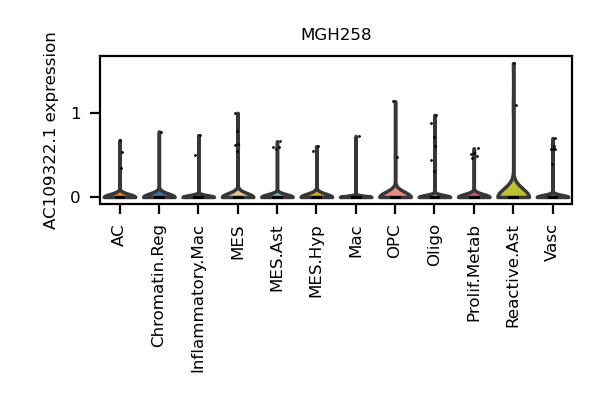 MGH258
AC109322.1 expression
1
0
AC
Chromatin.Reg
Inflammatory.Mac
MES
MES.Ast
MES.Hyp
Mac
OPC
Oligo
Prolif.Metab
Reactive.Ast
Vasc